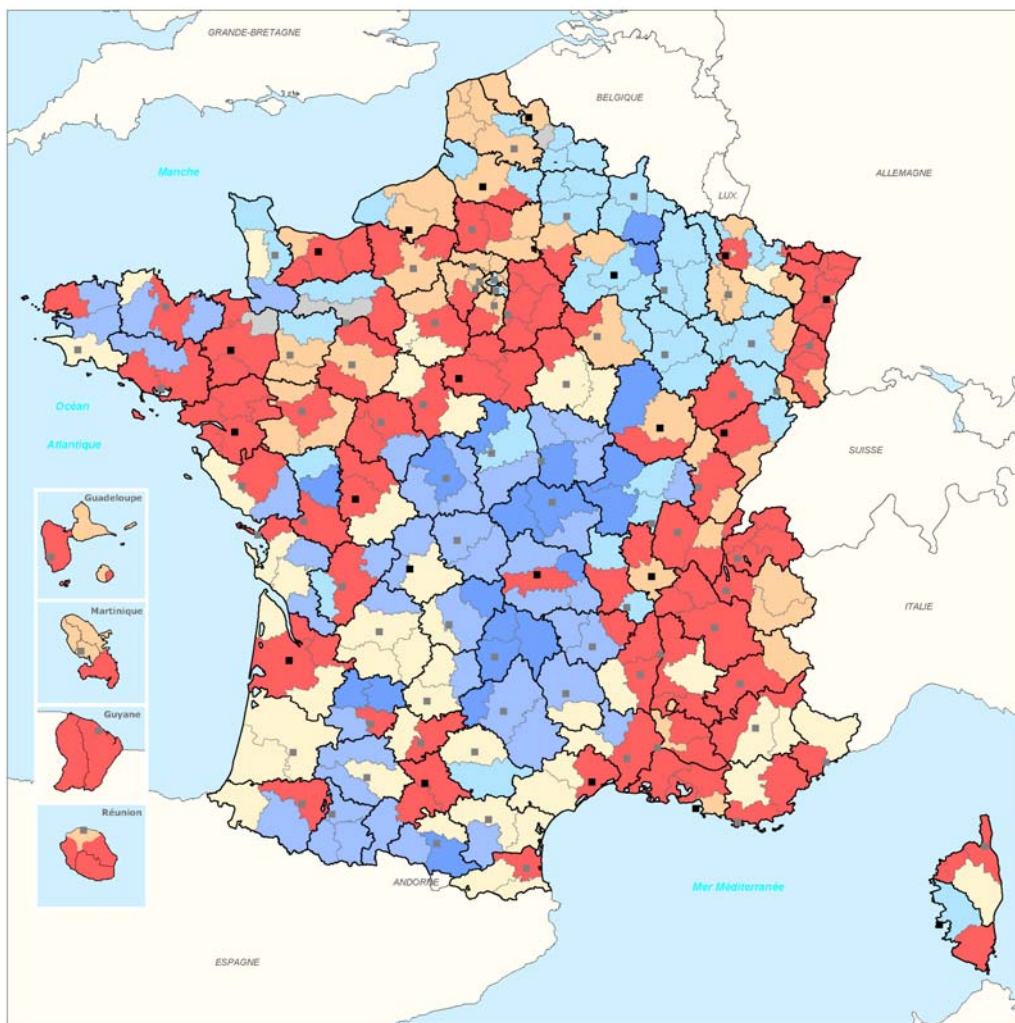 GRANDE-BRETAGNE
BELGIQUE
Manche
ALLEMAGNE
LUX.
Océan
Atlantique
SUISSE
Guadeloupe
Martinique
ITALIE
Guyane
Réunion
ANDORRE
Mer Méditerranée
ESPAGNE